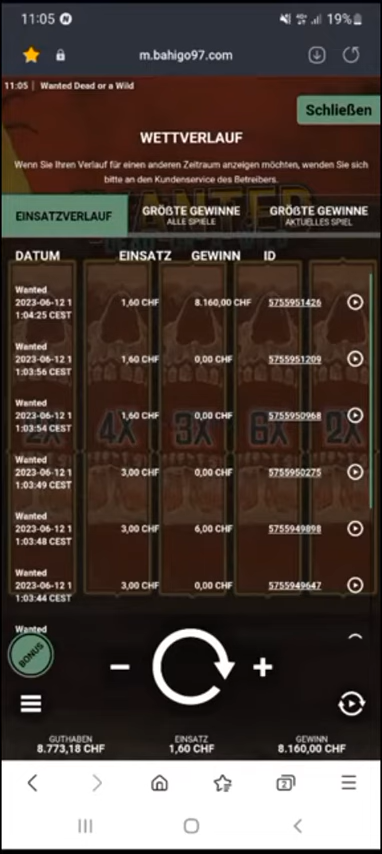 11:05
19%
m.bahigo97.com
11:05 | Wanted Dead or a Wild
Schließen
WETTVERLAUF
Wenn Sie Ihren Verlauf für einen anderen Zeitraum anzeigen möchten, wenden Sie sich
bitte an den Kundenservice des Betreibers.
EINSATZVERLAUF
GRÖßTE GEWINNE
ALLE SPIELE
GRÖßTE GEWINNE
AKTUELLES SPIEL
DATUM EINSATZ GEWINN ID
Wanted
2023-06-12 1
1:04:25 CEST
1,60 CHF 8.160,00 CHF 5755951426
Wanted
2023-06-12 1
1:03:56 CEST
1,60 CHF 0,00 CHF 5755951209
Wanted
2023-06-12 1
1:03:54 CEST
1,60 CHF 0,00 CHF 5755950968
2X 4X 3X 6X 2X
Wanted
2023-06-12 1
1:03:49 CEST
3,00 CHF 0,00 CHF 5755950275
Wanted
2023-06-12 1
1:03:48 CEST
3,00 CHF 6,00 CHF 5755949898
Wanted
2023-06-12 1
1:03:44 CEST
3,00 CHF 0,00 CHF 5755949647
Wanted
BONUS
GUTHABEN
8.773,18 CHF
EINSATZ
1,60 CHF
GEWINN
8.160,00 CHF
2